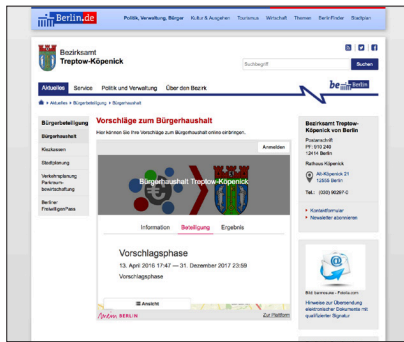 Berlin.de
Politik, Verwaltung, Bürger Kultur & Ausgehen Tourismus Wirtschaft Themen Berlin-Finder Stadtplan
Bezirksamt
Treptow-Köpenick
Suchbegriff Suchen
Aktuelles Service Politik und Verwaltung Über den Bezirk
be Berlin
Aktuelles Bürgerbeteiligung Bürgerhaushalt
Bürgerbeteiligung
Bürgerhaushalt
Kiezkassen
Stadtplanung
Verkehrsplanung
Parkraum-
bewirtschaftung
Berliner
FreiwilligenPass
Vorschläge zum Bürgerhaushalt
Hier können Sie Ihre Vorschläge zum Bürgerhaushalt online einbringen.
Anmelden
Bürgerhaushalt Treptow-Köpenick
Information Beteiligung Ergebnis
Vorschlagsphase
13. April 2016 17:47 — 31. Dezember 2017 23:59
Vorschlagsphase
Ansicht
BERLIN
Zur Plattform
Bezirksamt Treptow-
Köpenick von Berlin
Postanschrift
PF: 910 240
12414 Berlin
Rathaus Köpenick
Alt-Köpenick 21
12555 Berlin
Tel.: (030) 90297-0
Kontaktformular
Newsletter abonnieren
Hinweise zur Übersendung
elektronischer Dokumente mit
qualifizierter Signatur